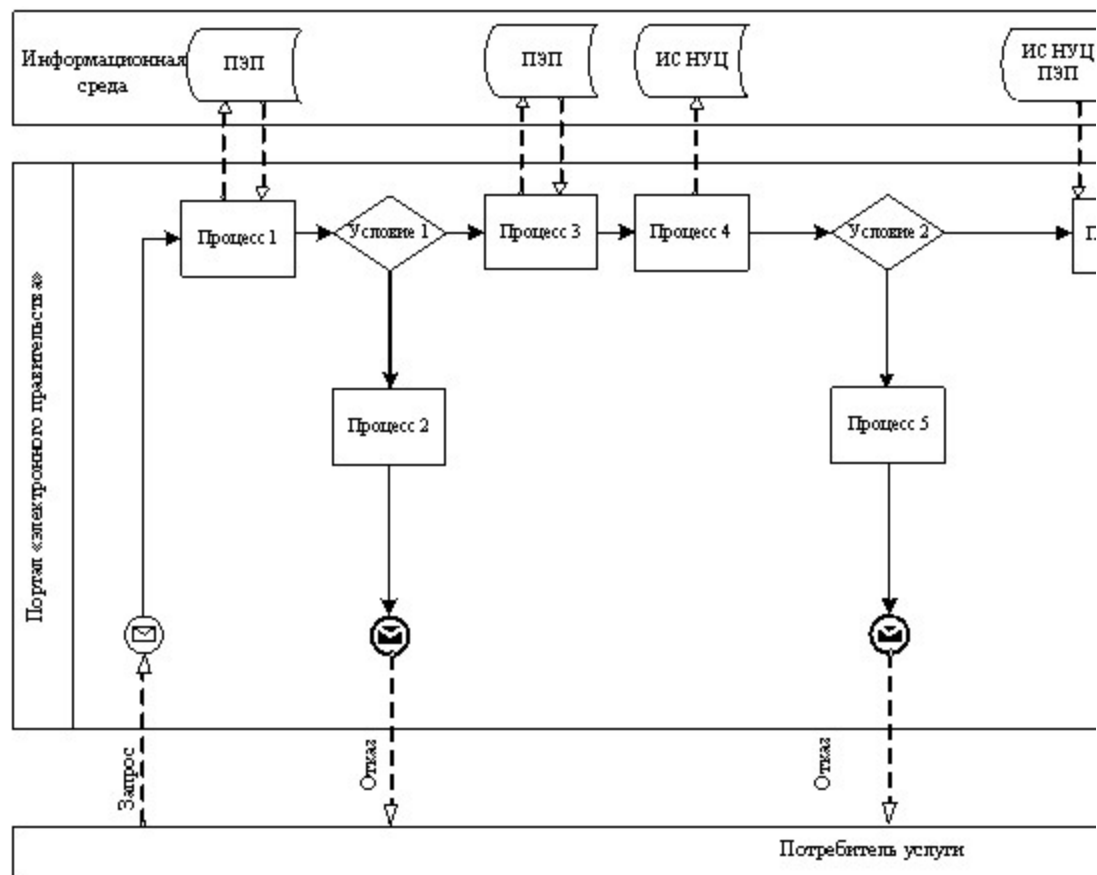 Информационная
среда
ПЭП
ПЭП
ИС НУЦ
ИС НУЦ
ПЭП
Портал «электронного правительства»
Процесс 1
Условие 1
Процесс 3
Процесс 4
Условие 2
П
Процесс 2
Процесс 5
Запрос
Отказ
Отказ
Потребитель услуги